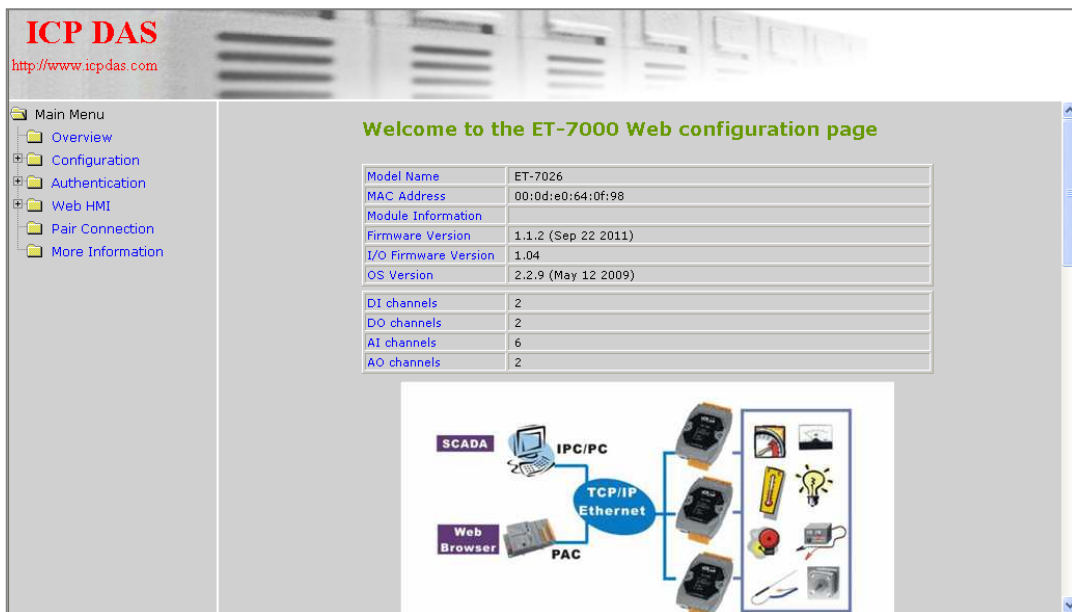 ICP DAS
http://www.icpdas.com
Main Menu
Overview
Configuration
Authentication
Web HMI
Pair Connection
More Information
Welcome to the ET-7000 Web configuration page
Model Name ET-7026
MAC Address 00:0d:e0:64:0f:98
Module Information
Firmware Version 1.1.2 (Sep 22 2011)
I/O Firmware Version 1.04
OS Version 2.2.9 (May 12 2009)
DI channels 2
DO channels 2
AI channels 6
AO channels 2
SCADA
IPC/PC
TCP/IP
Ethernet
Web
Browser
PAC